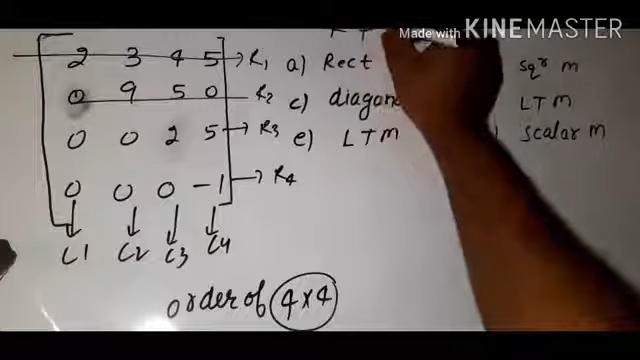 Made with KINEMASTER
2 3 4 5 → R1 a) Rect sqr m
0 9 5 0 R2 c) diagon LTM
0 0 2 5 → R3 e) LTM scalar m
0 0 0 -1 → R4
C1 C2 C3 C4
order of 4x4